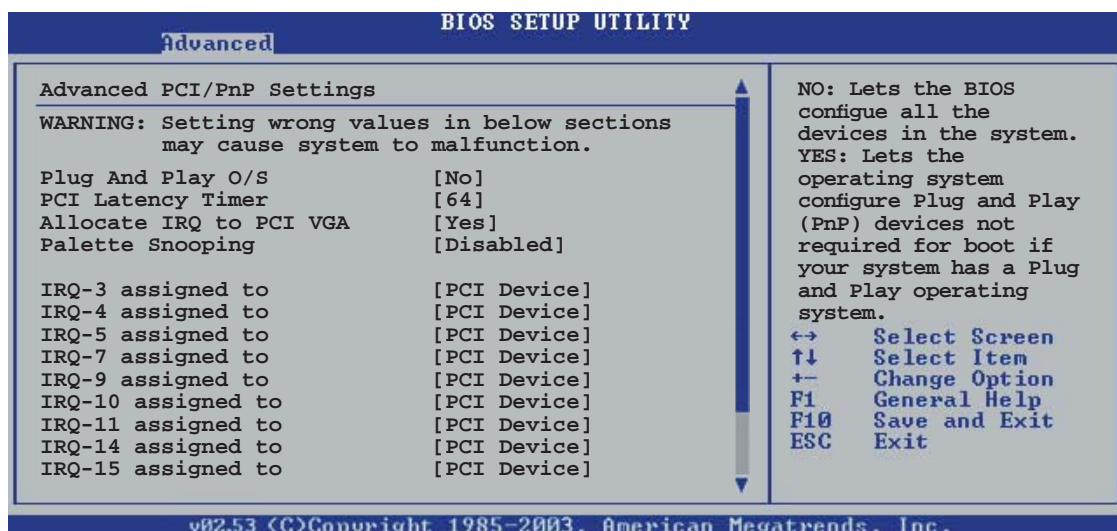 BIOS SETUP UTILITY
Advanced
Advanced PCI/PnP Settings
WARNING: Setting wrong values in below sections
may cause system to malfunction.
Plug And Play O/S [No]
PCI Latency Timer [64]
Allocate IRQ to PCI VGA [Yes]
Palette Snooping [Disabled]
IRQ-3 assigned to [PCI Device]
IRQ-4 assigned to [PCI Device]
IRQ-5 assigned to [PCI Device]
IRQ-7 assigned to [PCI Device]
IRQ-9 assigned to [PCI Device]
IRQ-10 assigned to [PCI Device]
IRQ-11 assigned to [PCI Device]
IRQ-14 assigned to [PCI Device]
IRQ-15 assigned to [PCI Device]
NO: Lets the BIOS
configue all the
devices in the system.
YES: Lets the
operating system
configure Plug and Play
(PnP) devices not
required for boot if
your system has a Plug
and Play operating
system.
←→ Select Screen
↑↓ Select Item
+- Change Option
F1 General Help
F10 Save and Exit
ESC Exit
v02.53 (C)Copyright 1985-2003, American Megatrends, Inc.